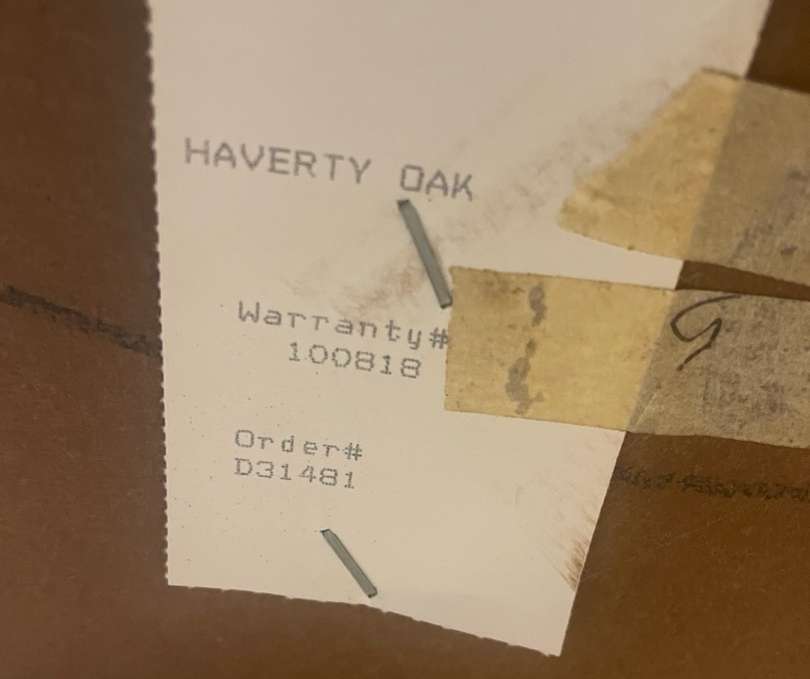 HAVERTY OAK
Warranty#
100818
Order#
D31481